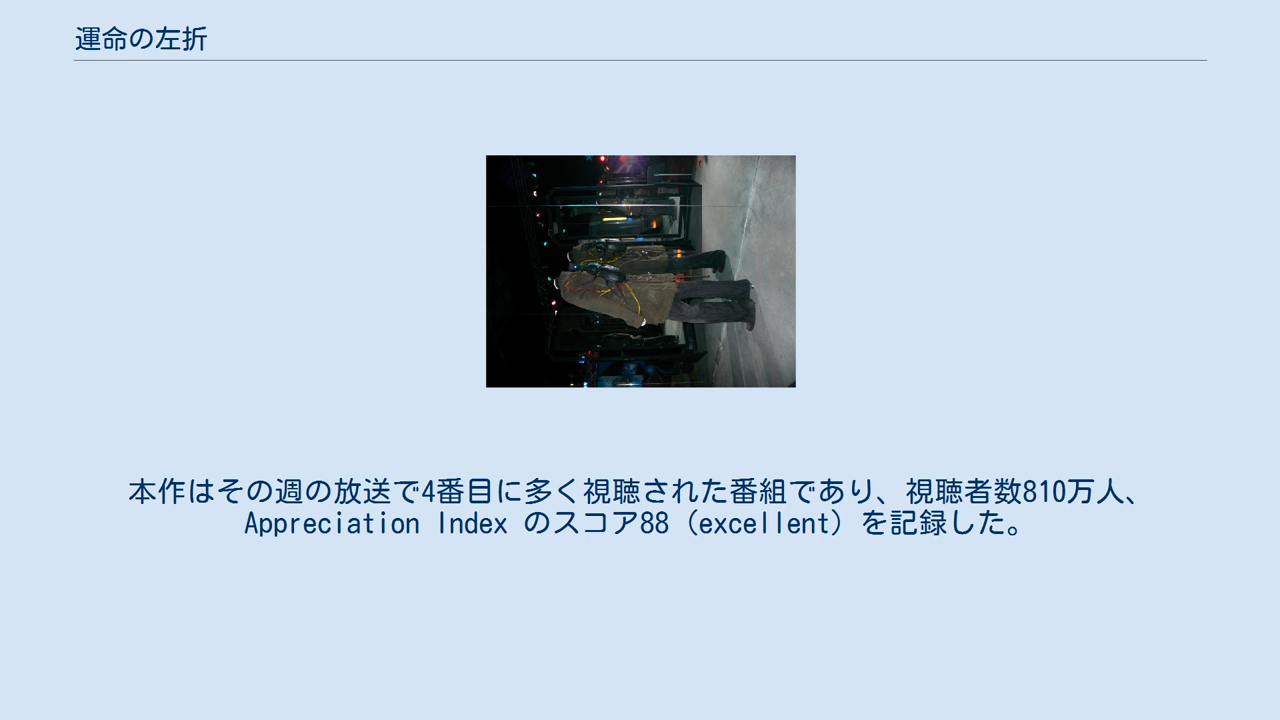 運命の左折
本作はその週の放送で4番目に多く視聴された番組であり、視聴者数810万人、
Appreciation Index のスコア88（excellent）を記録した。